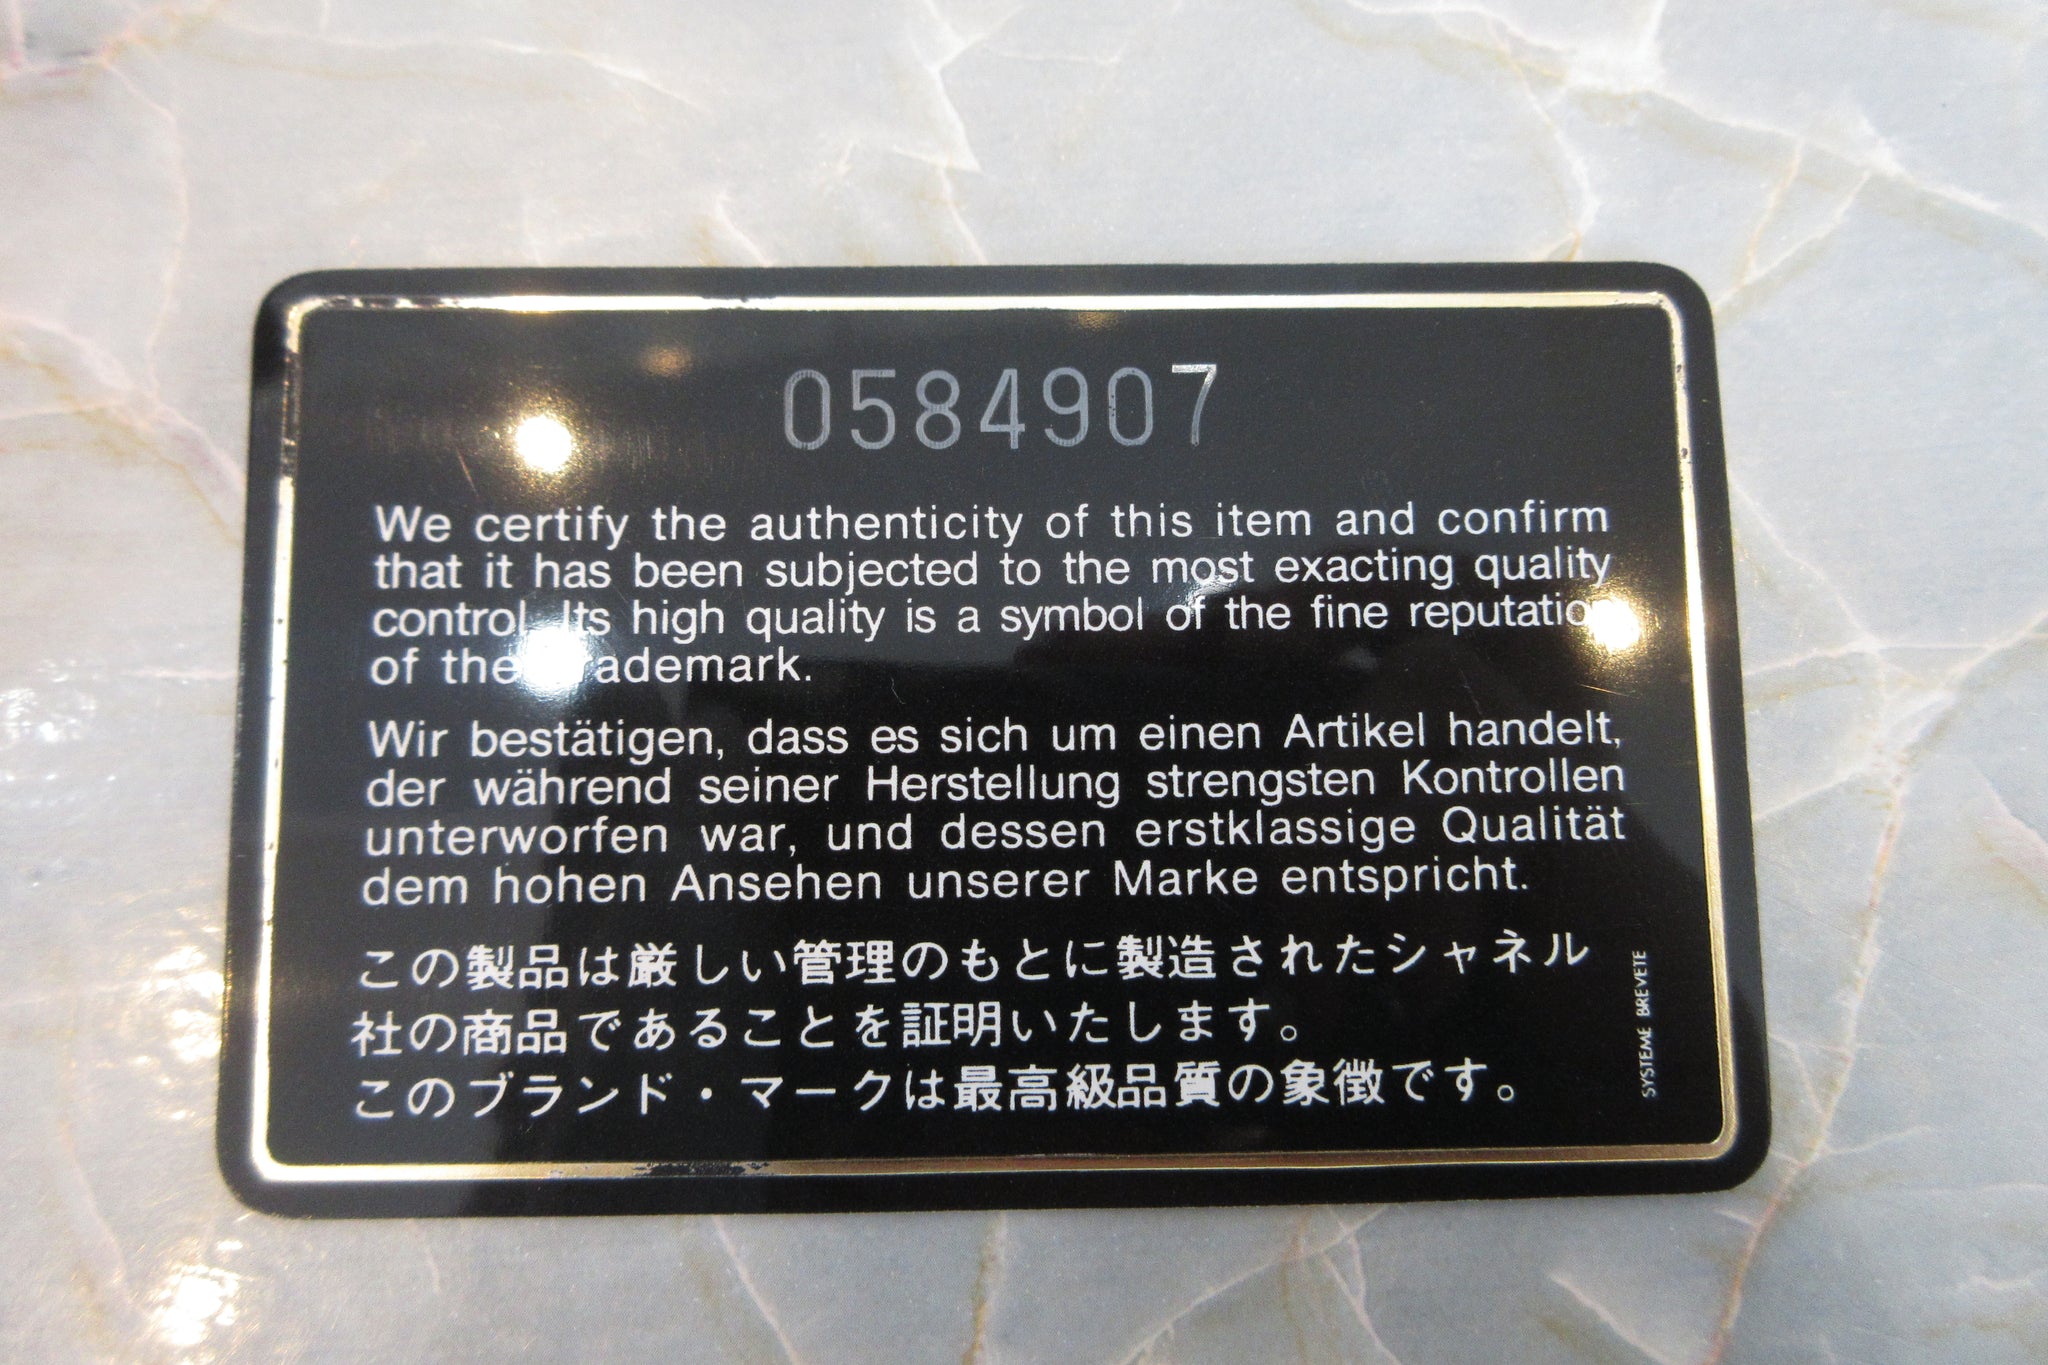 0584907
We certify the authenticity of this item and confirm
that it has been subjected to the most exacting quality
control. Its high quality is a symbol of the fine reputation
of the trademark.
Wir bestätigen, dass es sich um einen Artikel handelt,
der während seiner Herstellung strengsten Kontrollen
unterworfen war, und dessen erstklassige Qualität
dem hohen Ansehen unserer Marke entspricht.
この製品は厳しい管理のもとに製造されたシャネル
社の商品であることを証明いたします。
このブランド・マークは最高級品質の象徴です。
SYSTEME BREVETE